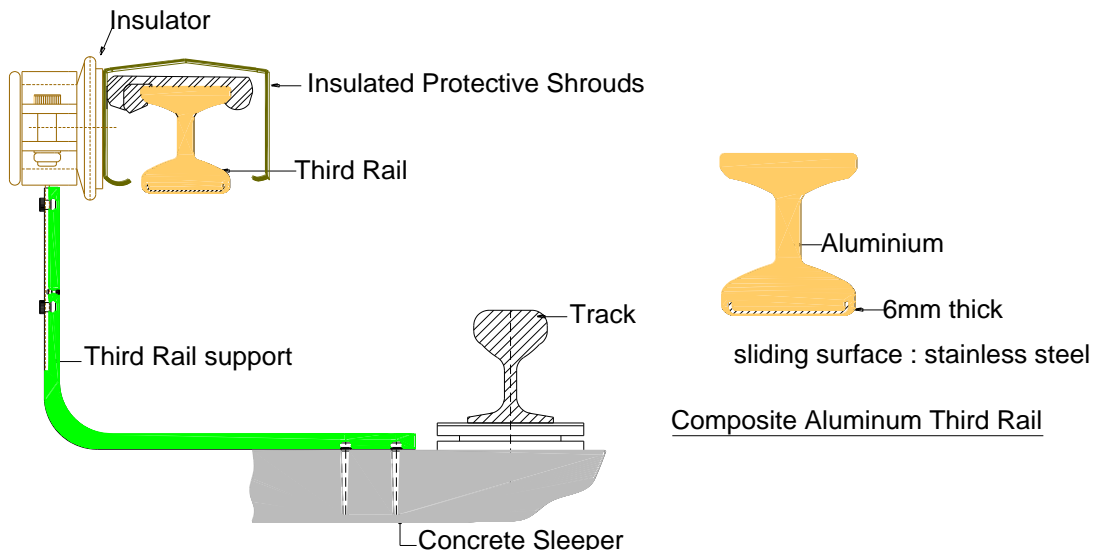 Insulator
Insulated Protective Shrouds
Third Rail
Aluminium
6mm thick
Track
sliding surface : stainless steel
Third Rail support
Composite Aluminum Third Rail
Concrete Sleeper